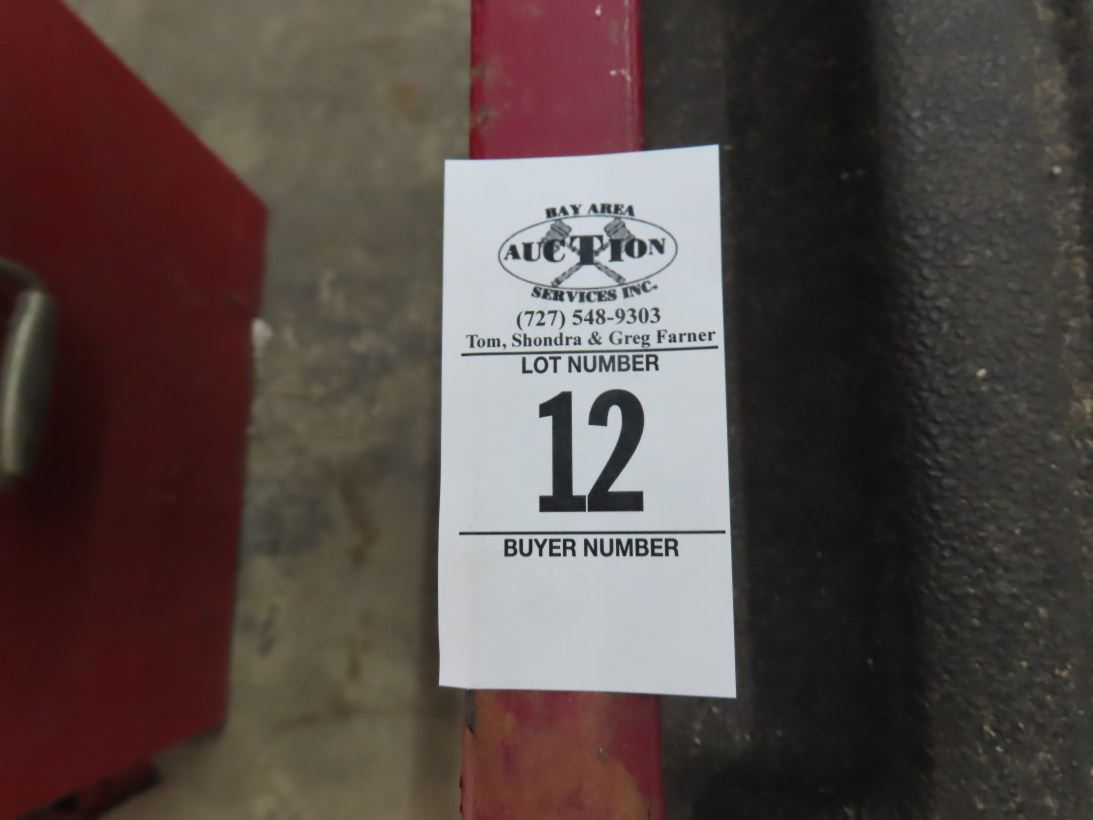 BAY AREA
AUCTION
SERVICES INC.
(727) 548-9303
Tom, Shondra & Greg Farner
LOT NUMBER
12
BUYER NUMBER